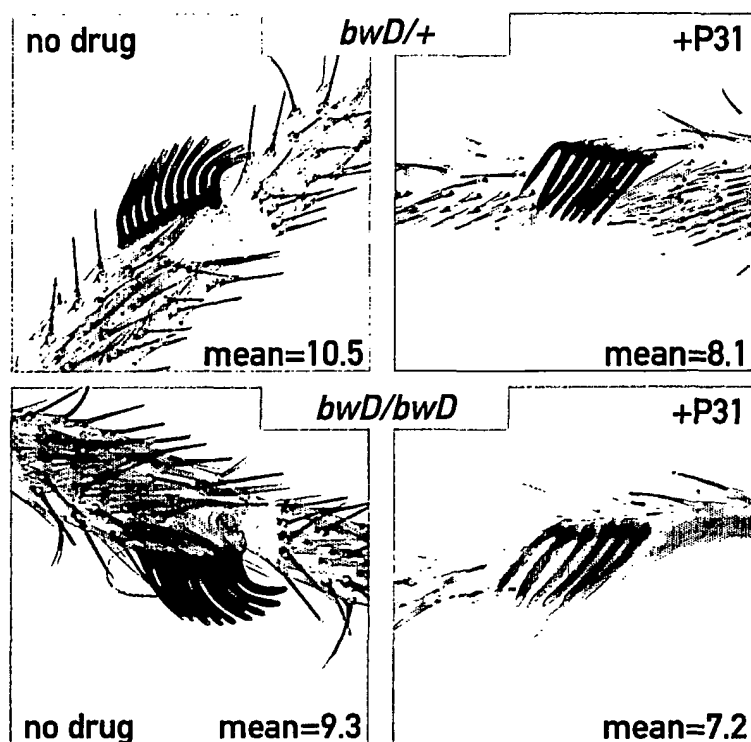 no drug
bwD/+
+P31
mean=10.5
mean=8.1
bwD/bwD
+P31
no drug
mean=9.3
mean=7.2